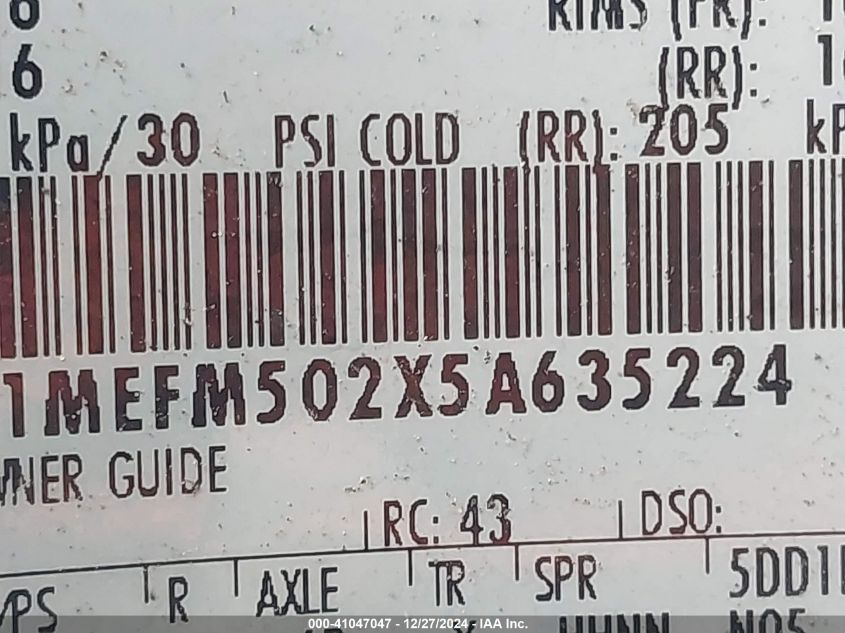 6
RIMS (FR):
6
(RR):
kPa/30 PSI COLD (RR): 205
1MEFM502X5A635224
GUIDE
RC: 43
DSO:
R AXLE TR SPR
000-41047047 - 12/27/2024 - IAA Inc.